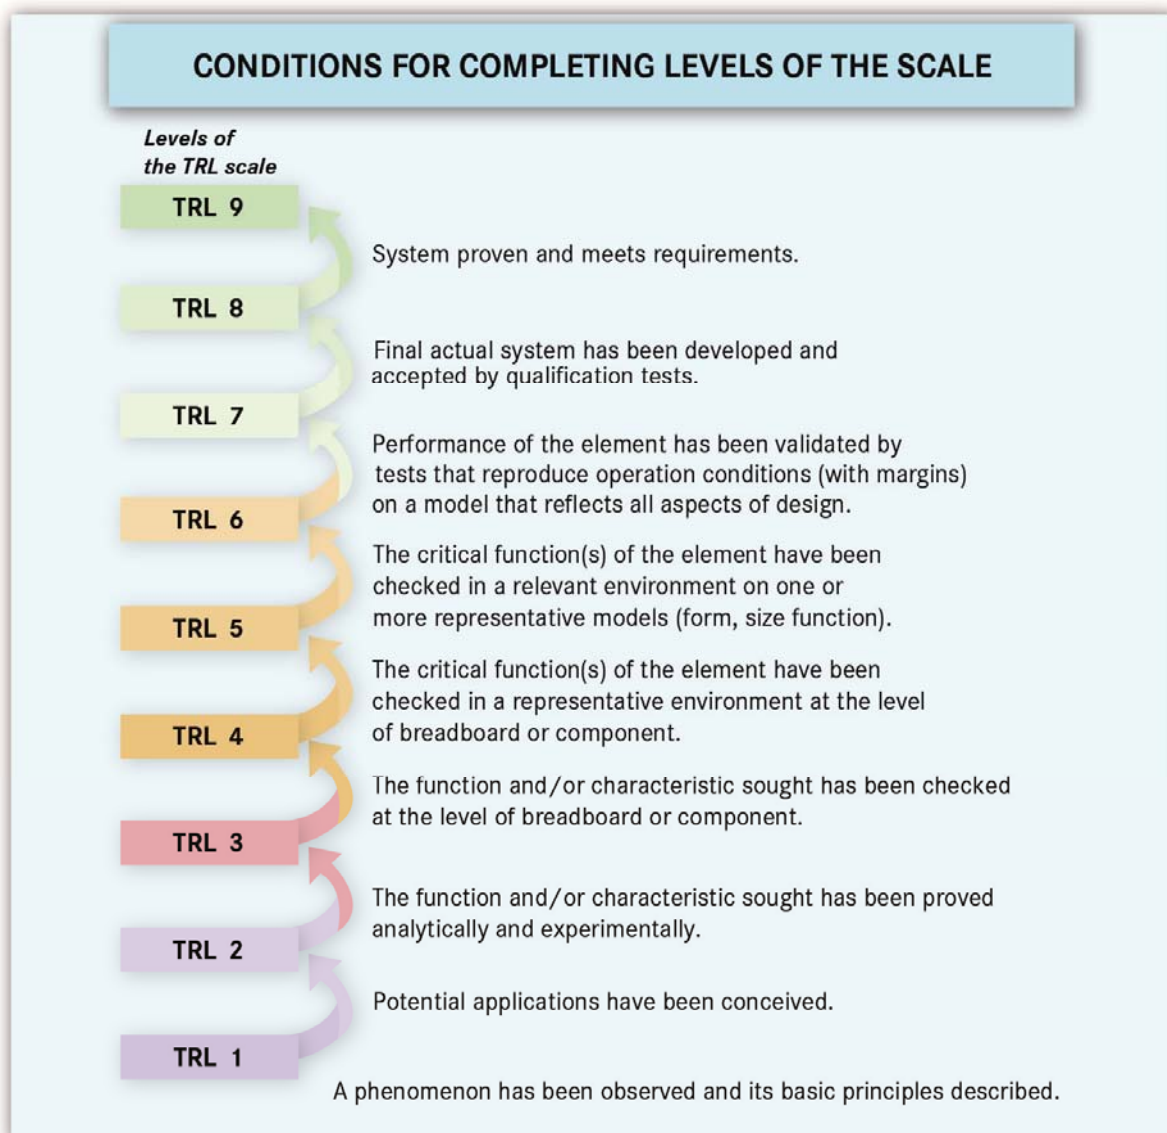 CONDITIONS FOR COMPLETING LEVELS OF THE SCALE
Levels of
the TRL scale
TRL 9
System proven and meets requirements.
TRL 8
Final actual system has been developed and
accepted by qualification tests.
TRL 7
Performance of the element has been validated by
tests that reproduce operation conditions (with margins)
on a model that reflects all aspects of design.
TRL 6
The critical function(s) of the element have been
checked in a relevant environment on one or
more representative models (form, size function).
TRL 5
The critical function(s) of the element have been
checked in a representative environment at the level
of breadboard or component.
TRL 4
The function and/or characteristic sought has been checked
at the level of breadboard or component.
TRL 3
The function and/or characteristic sought has been proved
analytically and experimentally.
TRL 2
Potential applications have been conceived.
TRL 1
A phenomenon has been observed and its basic principles described.